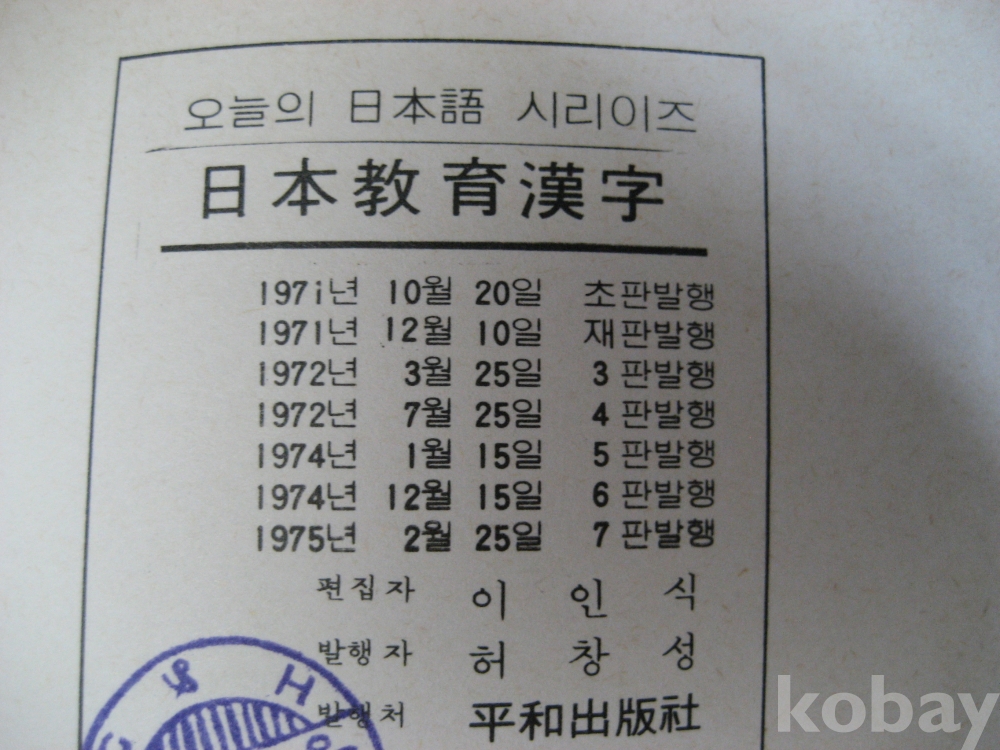 오늘의 日本語 시리이즈
日本教育漢字
1971년 10월 20일 초판발행
1971년 12월 10일 재판발행
1972년 3월 25일 3판발행
1972년 7월 25일 4판발행
1974년 1월 15일 5판발행
1974년 12월 15일 6판발행
1975년 2월 25일 7판발행
편집자 이인식
발행자 허창성
발행처 平和出版社
kobay